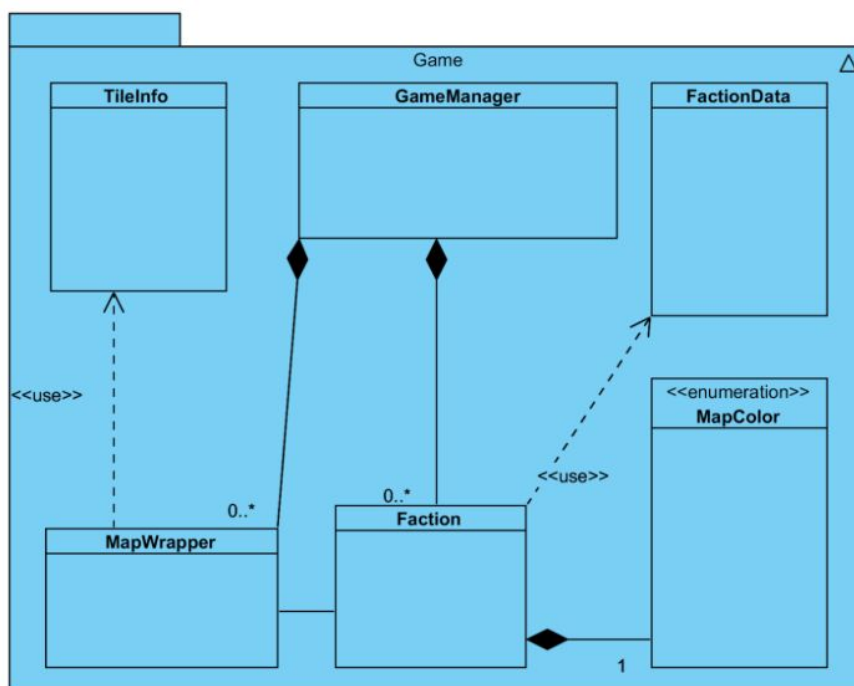 Game
TileInfo
GameManager
FactionData
<<use>>
<<enumeration>>
MapColor
<<use>>
0..*
0..*
Faction
MapWrapper
1